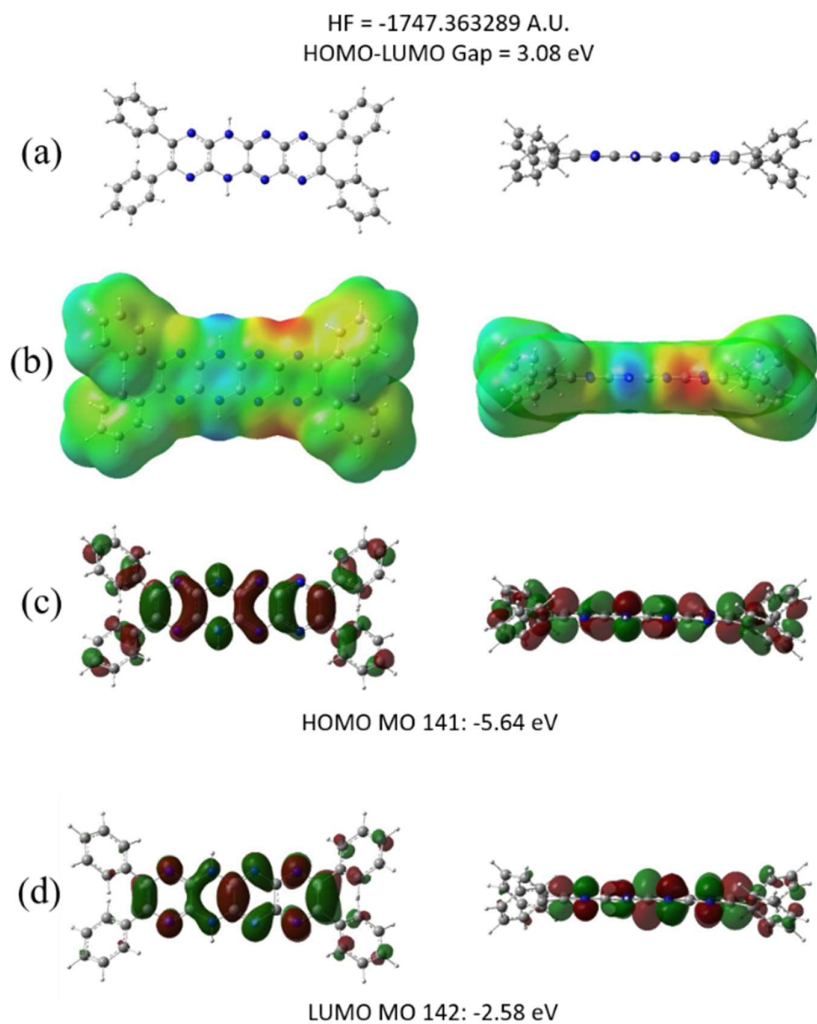 HF = -1747.363289 A.U.
HOMO-LUMO Gap = 3.08 eV
(a)
(b)
(c)
HOMO MO 141: -5.64 eV
(d)
LUMO MO 142: -2.58 eV